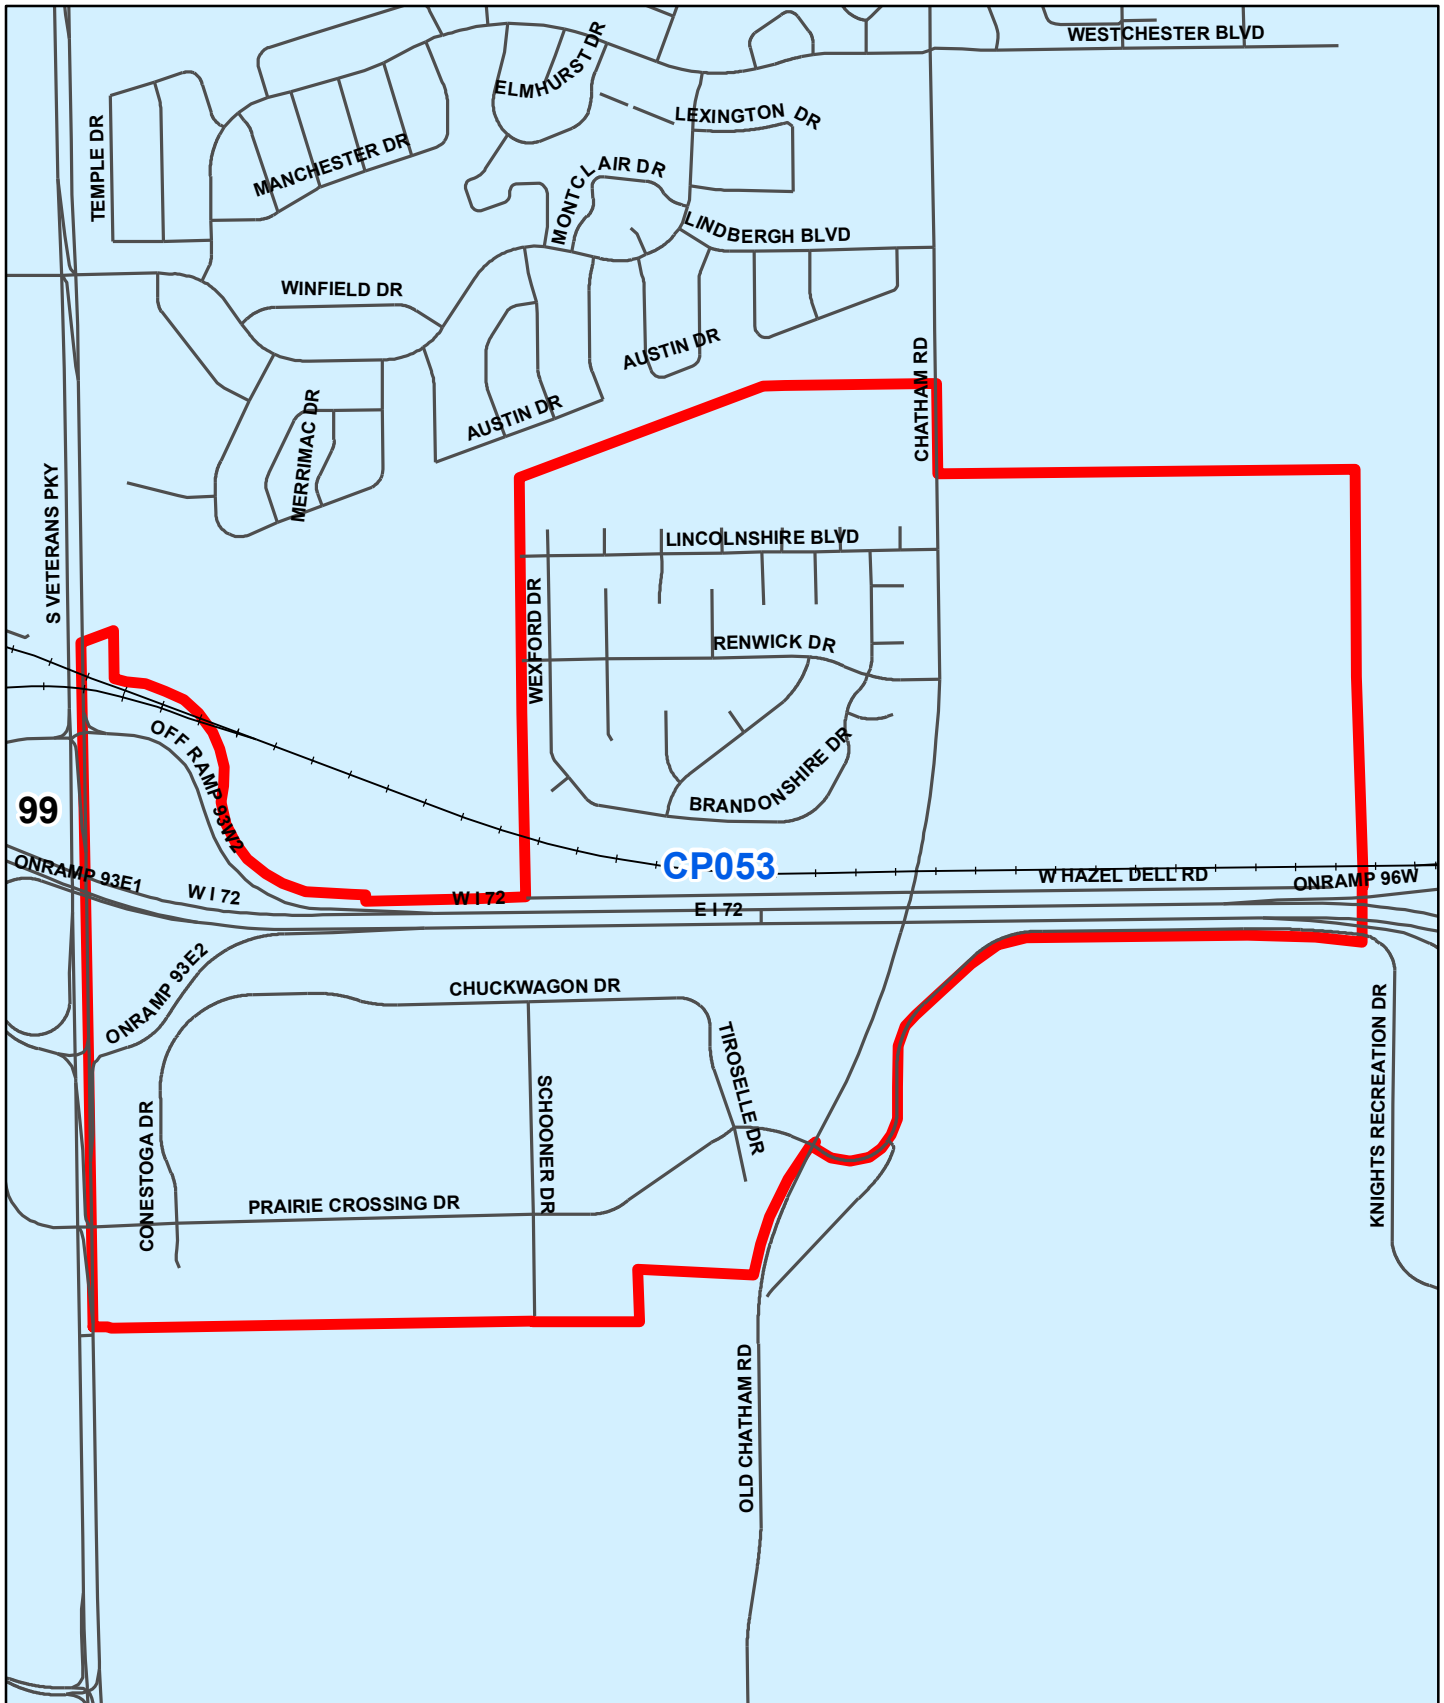 WESTCHESTER BLVD
ELMHURST DR
LEXINGTON DR
TEMPLE DR
MANCHESTER DR
MONTCLAIR DR
LINDBERGH BLVD
WINFIELD DR
AUSTIN DR
CHATHAM RD
AUSTIN DR
MERRIMAC DR
S VETERANS PKY
LINCOLNSHIRE BLVD
WEXFORD DR
RENWICK DR
OFF RAMP 93W2
BRANDONSHIRE DR
99
CP053
ONRAMP 93E1
W I 72
W I 72
E I 72
W HAZEL DELL RD
ONRAMP 96W
ONRAMP 93E2
CHUCKWAGON DR
TIROSELLE DR
KNIGHTS RECREATION DR
SCHOONER DR
CONESTOGA DR
PRAIRIE CROSSING DR
OLD CHATHAM RD